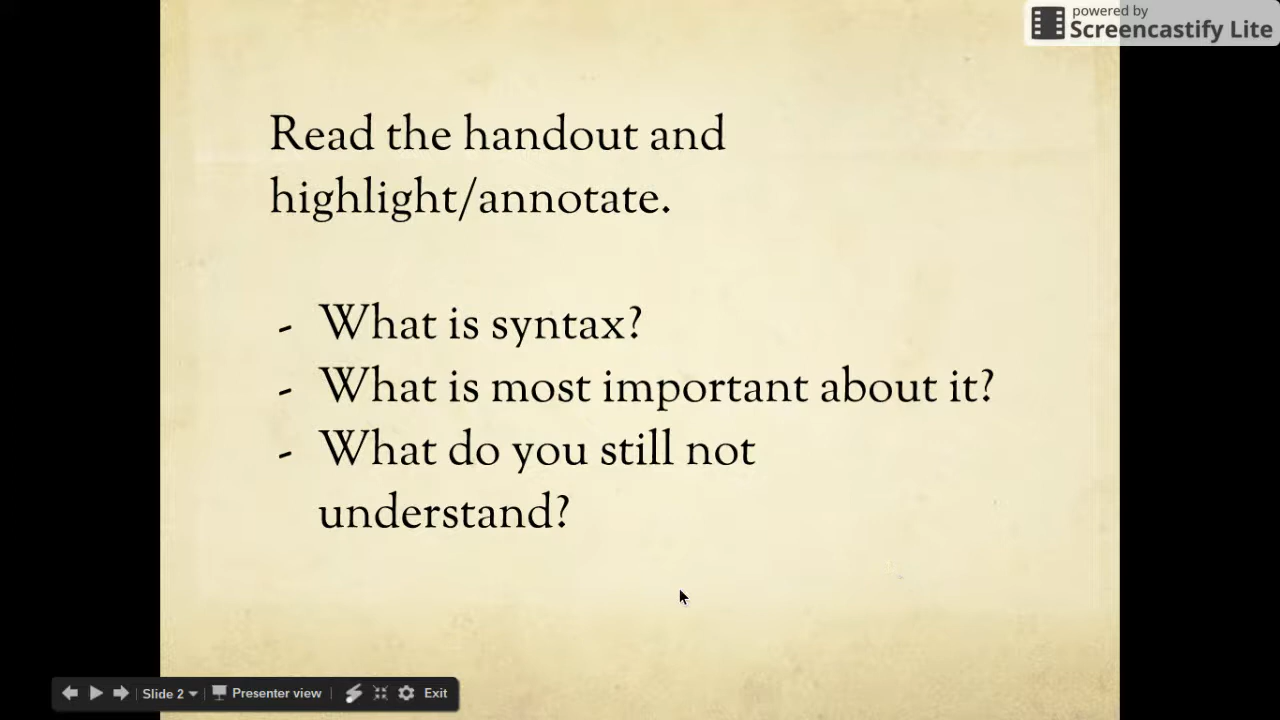 powered by
Screencastify Lite
Read the handout and
highlight/annotate.
- What is syntax?
- What is most important about it?
- What do you still not
understand?
Slide 2 Presenter view Exit